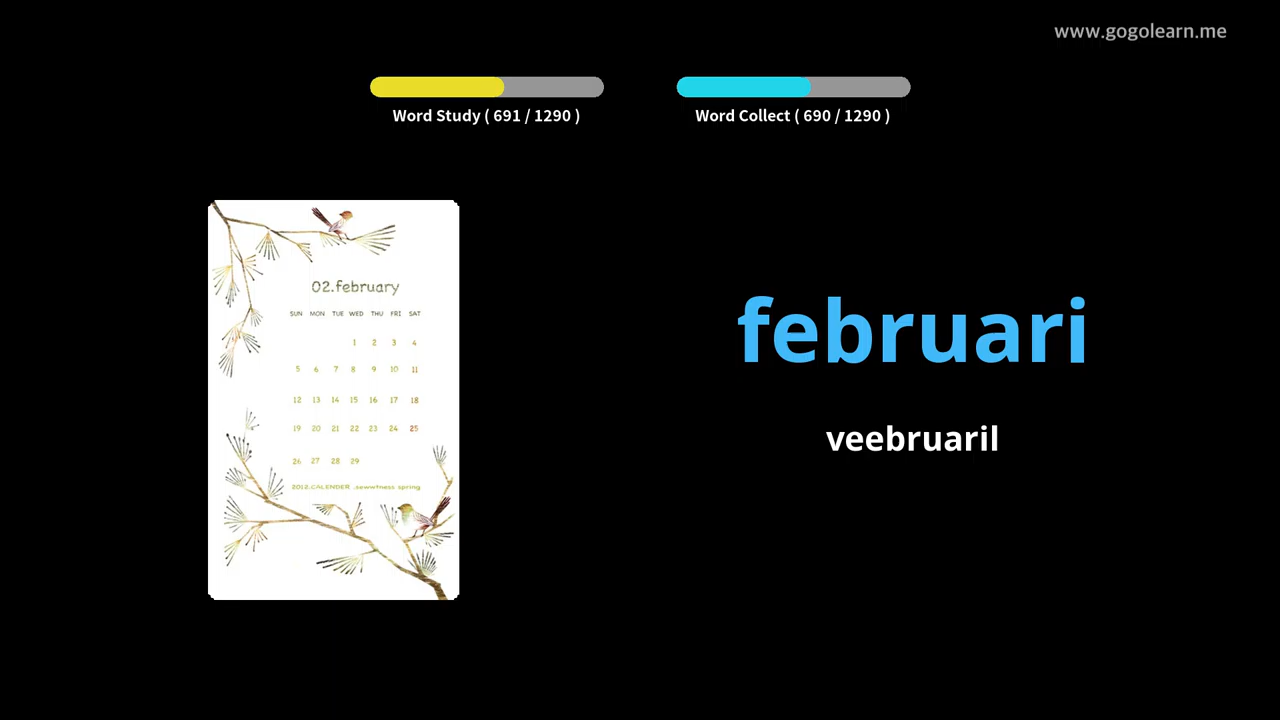 www.gogolearn.me
Word Study ( 691 / 1290 )
Word Collect ( 690 / 1290 )
02.february
SUN MON TUE WED THU FRI SAT
1 2 3 4
5 6 7 8 9 10 11
12 13 14 15 16 17 18
19 20 21 22 23 24 25
26 27 28 29
2012.CALENDER .sewwtness spring
februari
veebruaril